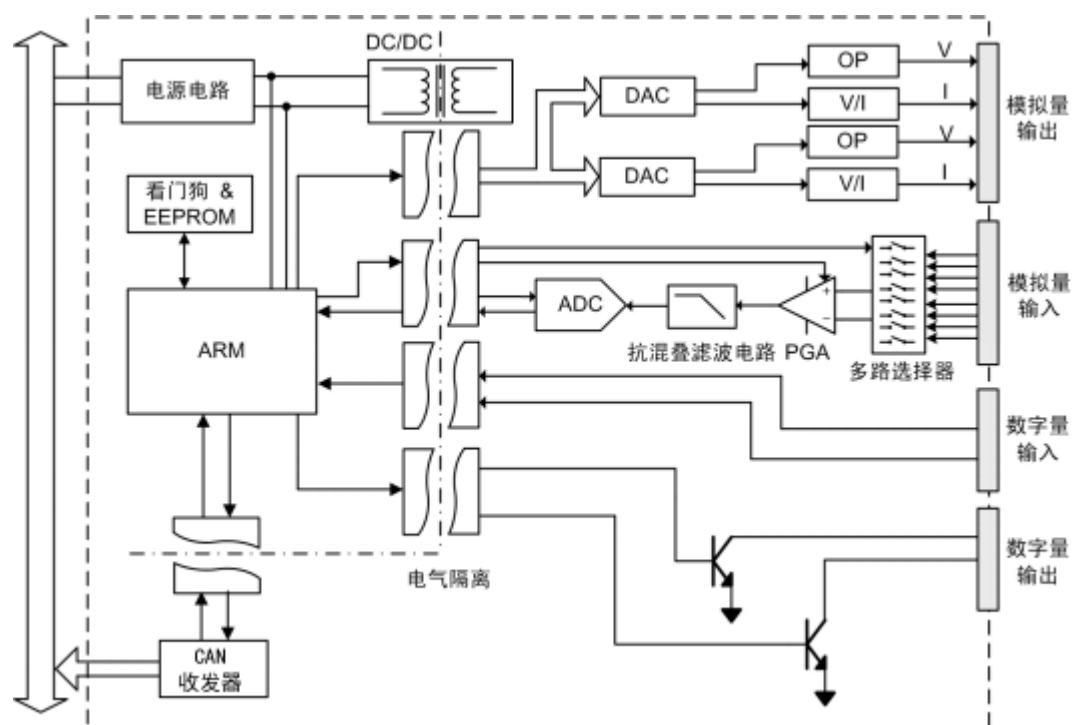 DC/DC
电源电路
OP
V
DAC
V/I
I
模拟量
输出
OP
V
DAC
V/I
I
看门狗 &
EEPROM
ARM
ADC
+
−
抗混叠滤波电路 PGA
多路选择器
模拟量
输入
数字量
输入
数字量
输出
电气隔离
CAN
收发器